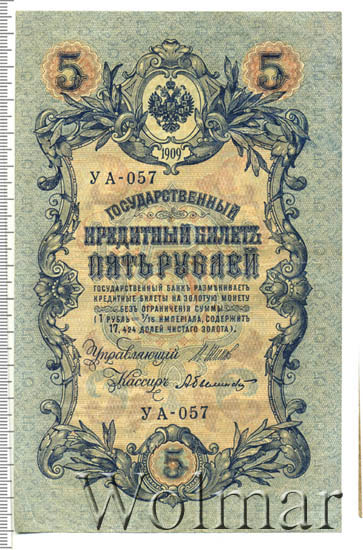 5 5
1909
УА-057
ГОСУДАРСТВЕННЫЙ
КРЕДИТНЫЙ БИЛЕТЪ
ПЯТЬ РУБЛЕЙ
ГОСУДАРСТВЕННЫЙ БАНКЪ РАЗМѢНИВАЕТЪ
КРЕДИТНЫЕ БИЛЕТЫ НА ЗОЛОТУЮ МОНЕТУ
БЕЗЪ ОГРАНИЧЕНІЯ СУММЫ
(1 РУБЛЬ = 1/15 ИМПЕРІАЛА, СОДЕРЖИТЪ
17,424 ДОЛЕЙ ЧИСТАГО ЗОЛОТА).
Управляющій
Кассиръ
УА-057
5
Wolmar